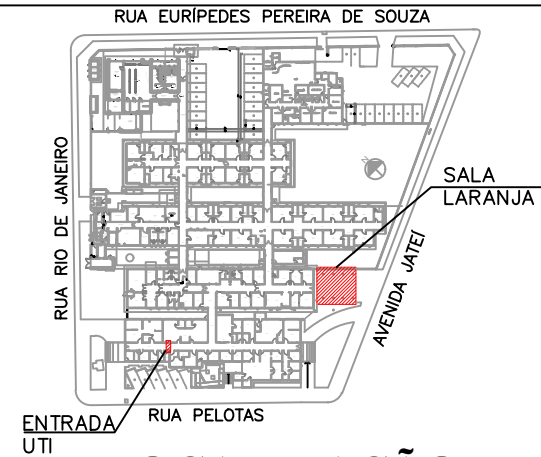 RUA EURÍPEDES PEREIRA DE SOUZA
RUA RIO DE JANEIRO
SALA
LARANJA
AVENIDA JATEÍ
ENTRADA
UTI
RUA PELOTAS